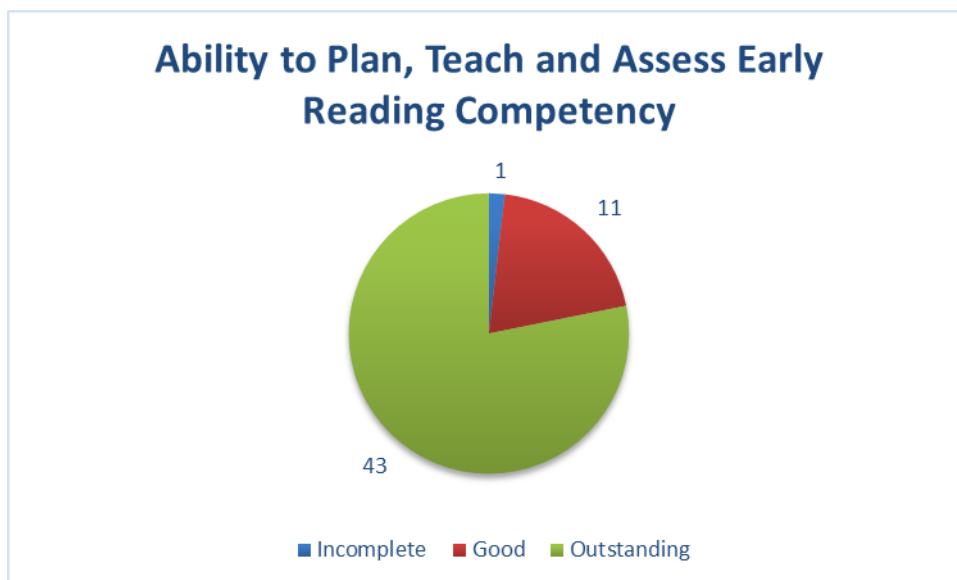 Ability to Plan, Teach and Assess Early
Reading Competency
1
11
43
Incomplete Good Outstanding